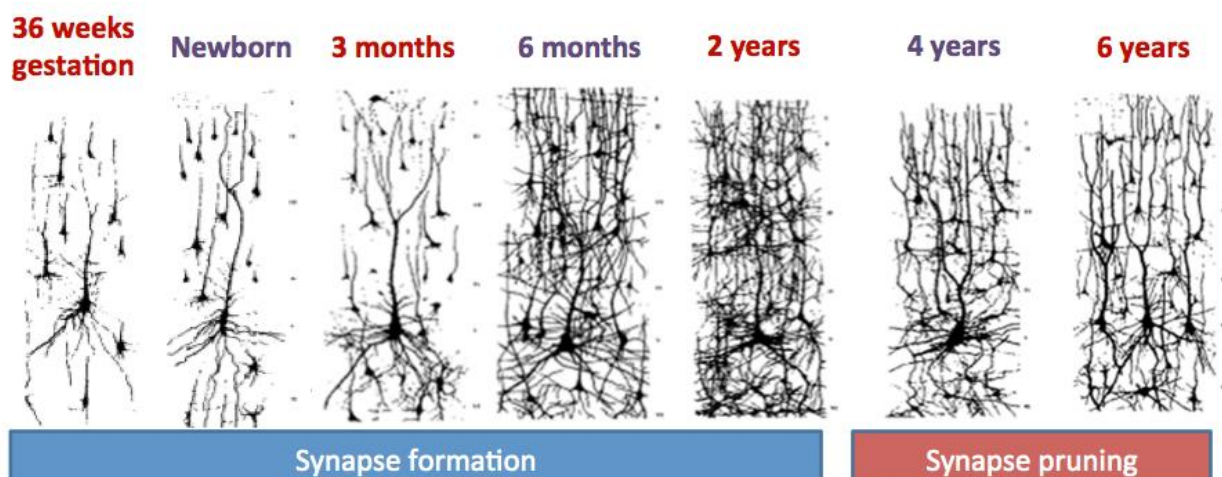 36 weeks
gestation
Newborn
3 months
6 months
2 years
4 years
6 years
Synapse formation
Synapse pruning